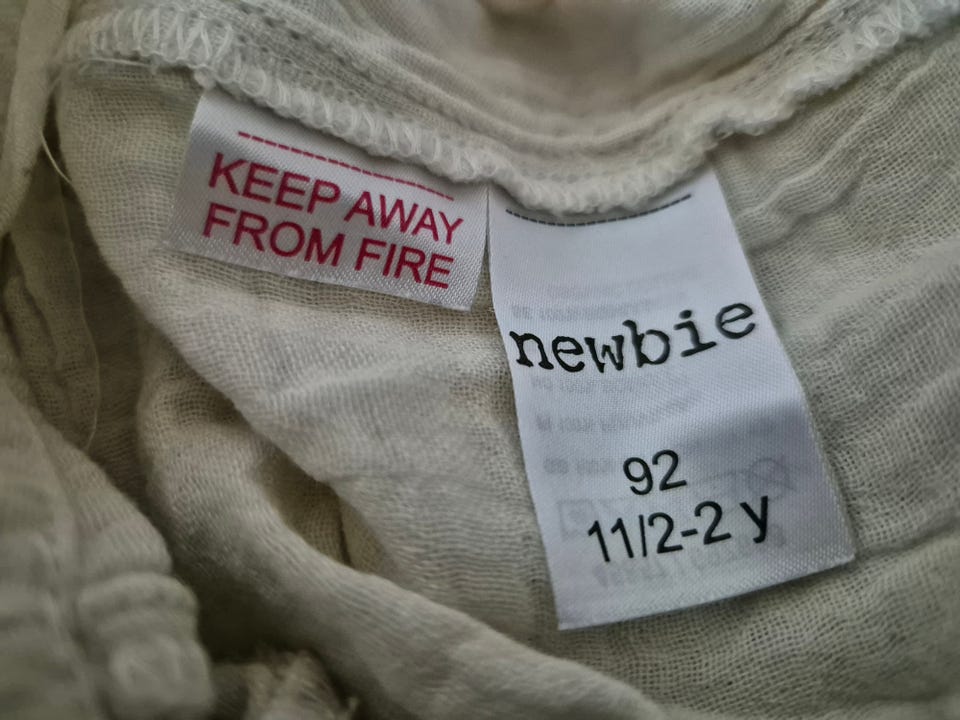 KEEP AWAY
FROM FIRE
newbie
92
11/2-2 y